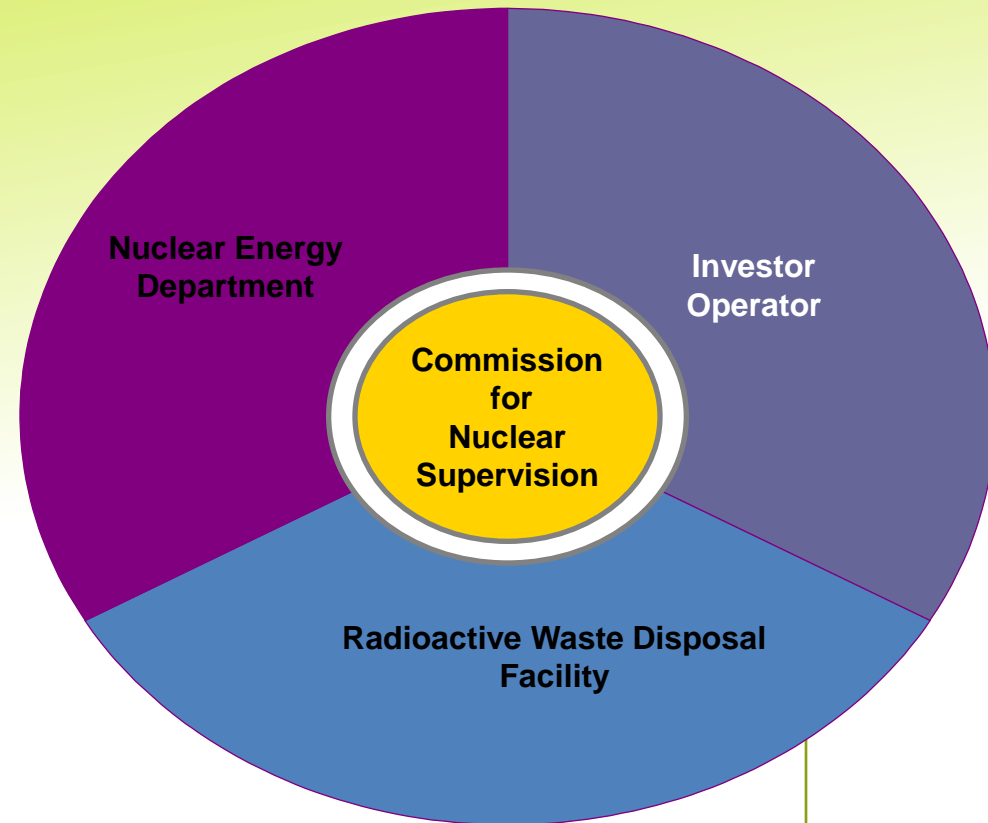 Nuclear Energy
Department
Investor
Operator
Commission
for
Nuclear
Supervision
Radioactive Waste Disposal
Facility